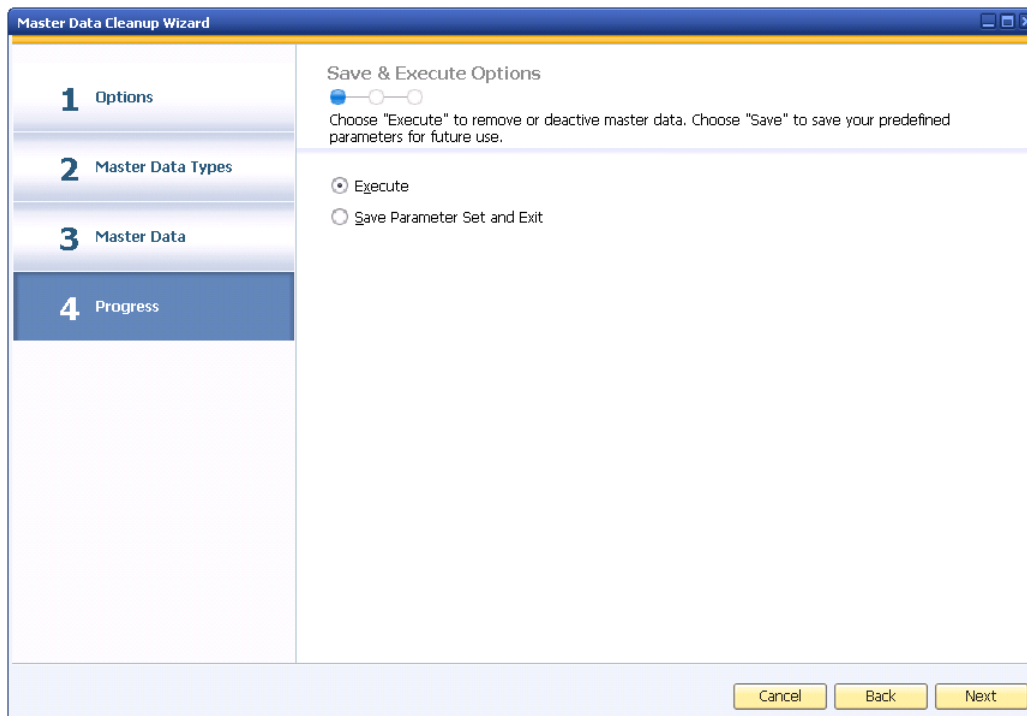 Master Data Cleanup Wizard
1 Options
2 Master Data Types
3 Master Data
4 Progress
Save & Execute Options
Choose "Execute" to remove or deactive master data. Choose "Save" to save your predefined
parameters for future use.
Execute
Save Parameter Set and Exit
Cancel Back Next